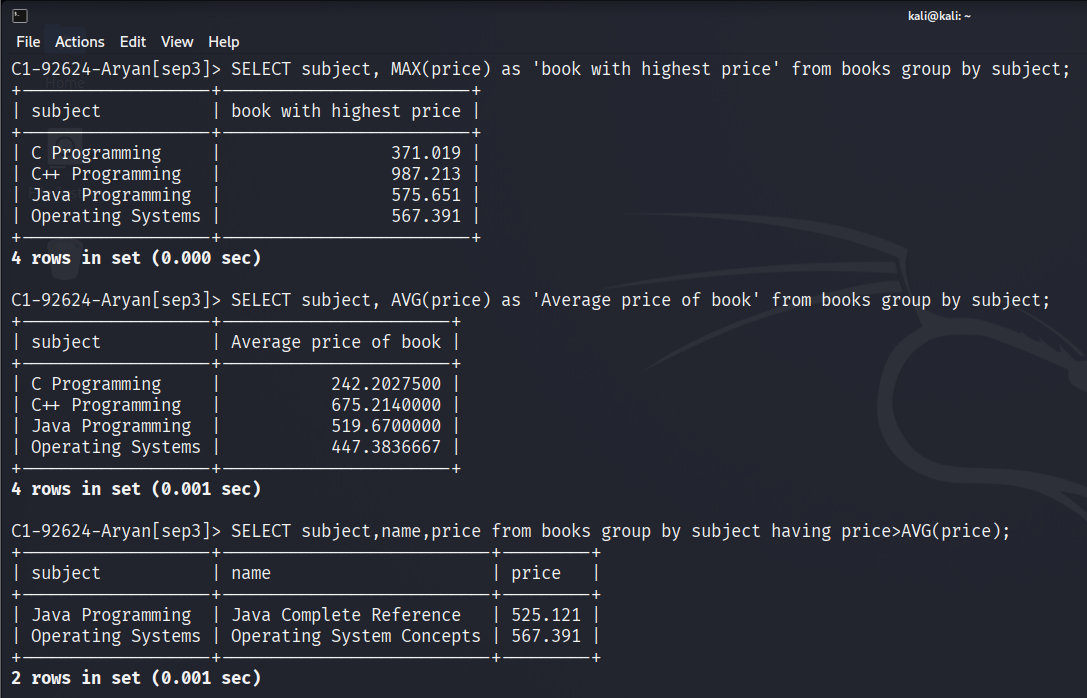 kali@kali: ~
File Actions Edit View Help
C1-92624-Aryan[sep3]> SELECT subject, MAX(price) as 'book with highest price' from books group by subject;
+-------------------+-------------------------+
| subject           | book with highest price |
+-------------------+-------------------------+
| C Programming     |                 371.019 |
| C++ Programming   |                 987.213 |
| Java Programming  |                 575.651 |
| Operating Systems |                 567.391 |
+-------------------+-------------------------+
4 rows in set (0.000 sec)
C1-92624-Aryan[sep3]> SELECT subject, AVG(price) as 'Average price of book' from books group by subject;
+-------------------+-----------------------+
| subject           | Average price of book |
+-------------------+-----------------------+
| C Programming     |           242.2027500 |
| C++ Programming   |           675.2140000 |
| Java Programming  |           519.6700000 |
| Operating Systems |           447.3836667 |
+-------------------+-----------------------+
4 rows in set (0.001 sec)
C1-92624-Aryan[sep3]> SELECT subject,name,price from books group by subject having price>AVG(price);
+-------------------+---------------------------+---------+
| subject           | name                      | price   |
+-------------------+---------------------------+---------+
| Java Programming  | Java Complete Reference   | 525.121 |
| Operating Systems | Operating System Concepts | 567.391 |
+-------------------+---------------------------+---------+
2 rows in set (0.001 sec)